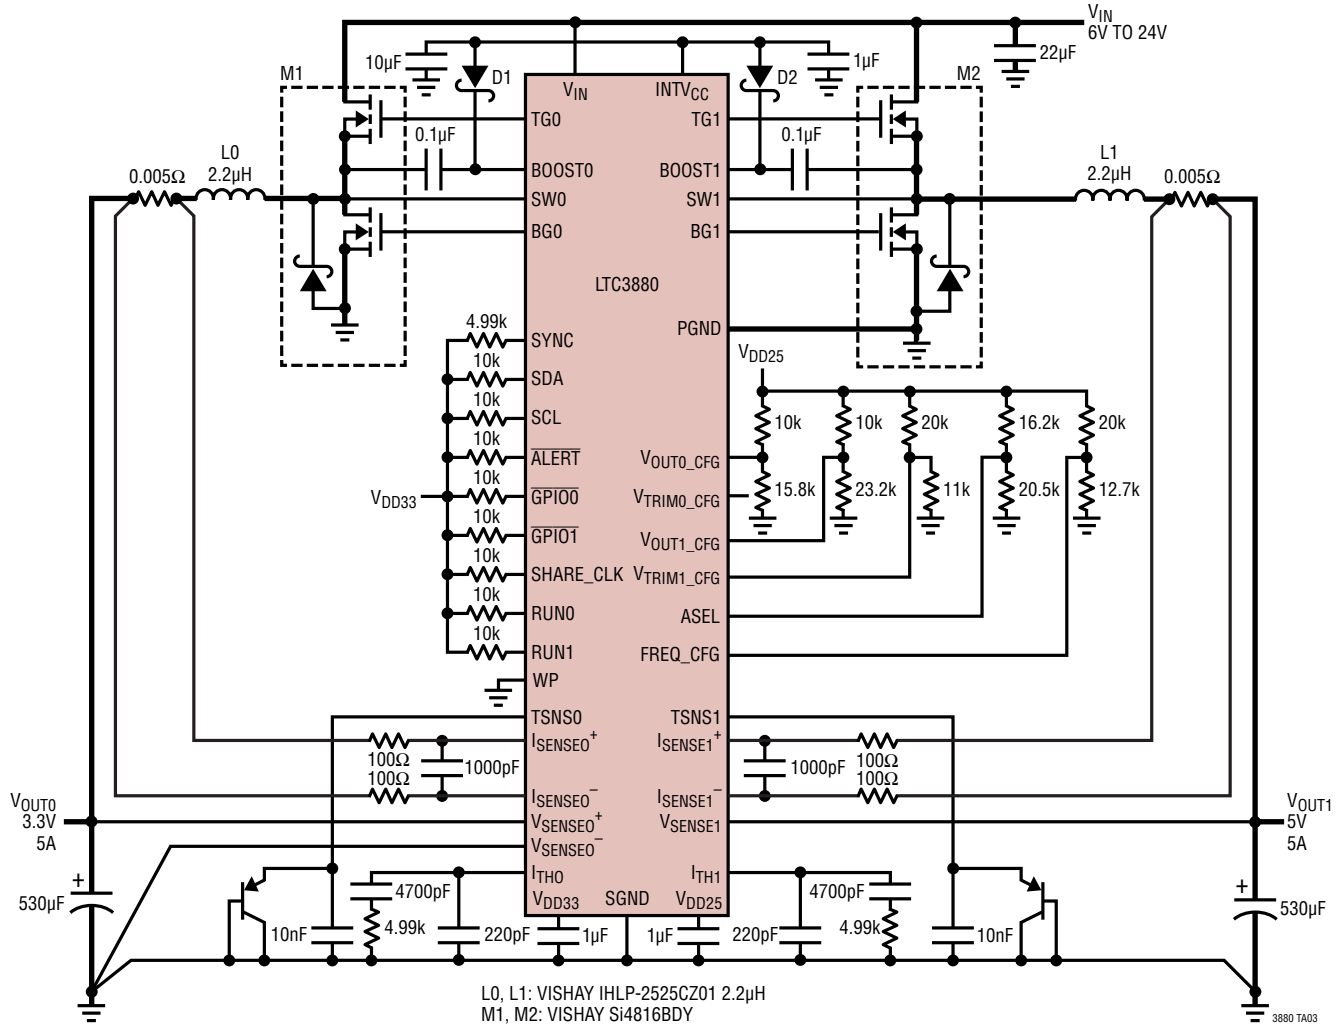 VIN
6V TO 24V
10µF
1µF
22µF
D1
D2
M1
M2
VIN
INTVCC
TG0
TG1
0.1µF
0.1µF
BOOST0
BOOST1
L0
2.2µH
0.005Ω
L1
2.2µH
0.005Ω
SW0
SW1
BG0
BG1
LTC3880
PGND
4.99k
SYNC
10k
SDA
10k
SCL
10k
ALERT
10k
GPIO0
VDD33
10k
GPIO1
10k
SHARE_CLK
10k
RUN0
10k
RUN1
WP
VDD25
10k
10k
20k
16.2k
20k
VOUT0_CFG
15.8k
23.2k
11k
20.5k
12.7k
VTRIM0_CFG
VOUT1_CFG
VTRIM1_CFG
ASEL
FREQ_CFG
TSNS0
TSNS1
ISENSE0+
ISENSE1+
100Ω
100Ω
1000pF
1000pF
100Ω
100Ω
ISENSE0–
ISENSE1–
VOUT0
3.3V
5A
VSENSE0+
VSENSE1
VOUT1
5V
5A
VSENSE0–
ITH0
ITH1
4700pF
4700pF
+
530µF
VDD33
SGND
VDD25
+
530µF
10nF
4.99k
220pF
1µF
1µF
220pF
4.99k
10nF
L0, L1: VISHAY IHLP-2525CZ01 2.2µH
M1, M2: VISHAY Si4816BDY
3880 TA03